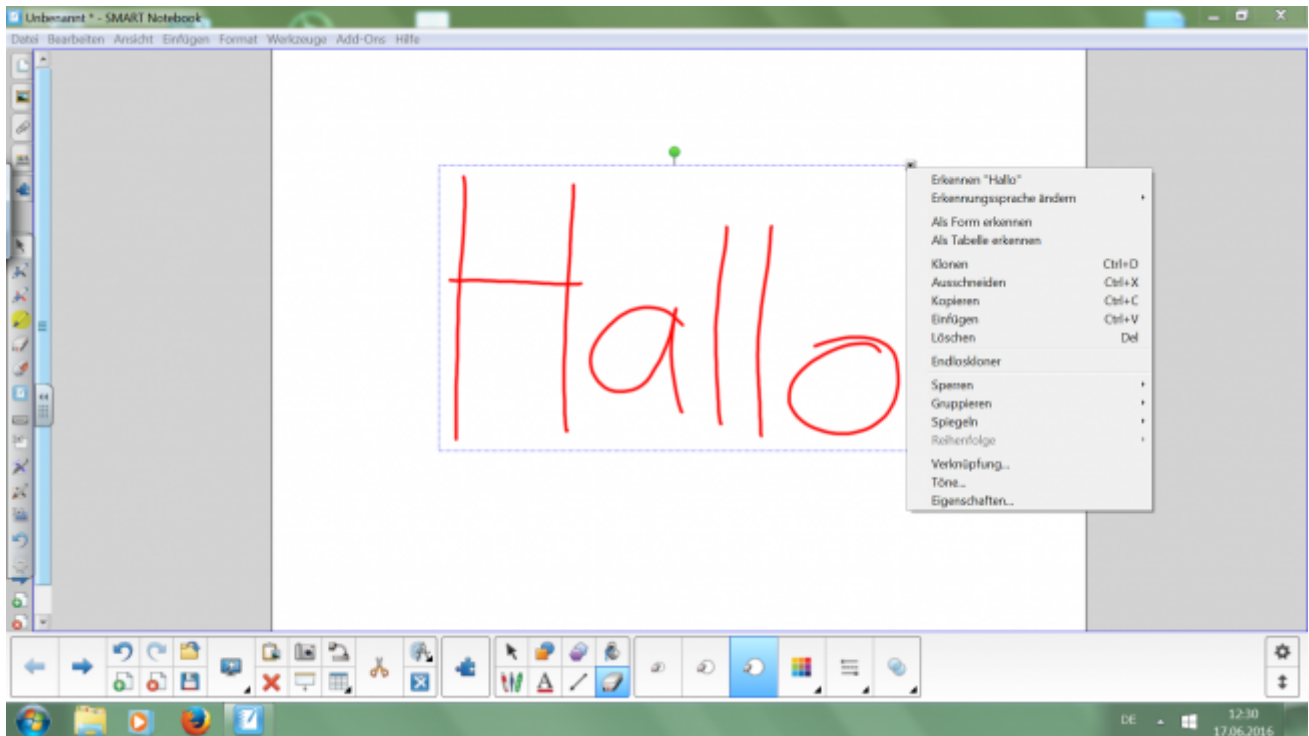 Unbenannt * - SMART Notebook
Datei Bearbeiten Ansicht Einfügen Format Werkzeuge Add-Ons Hilfe
Hallo
Erkennen "Hallo"
Erkennungssprache ändern
Als Form erkennen
Als Tabelle erkennen
Klonen Ctrl+D
Ausschneiden Ctrl+X
Kopieren Ctrl+C
Einfügen Ctrl+V
Löschen Del
Endloskloner
Sperren
Gruppieren
Spiegeln
Reihenfolge
Verknüpfung...
Töne...
Eigenschaften...
DE 12:30
17.06.2016